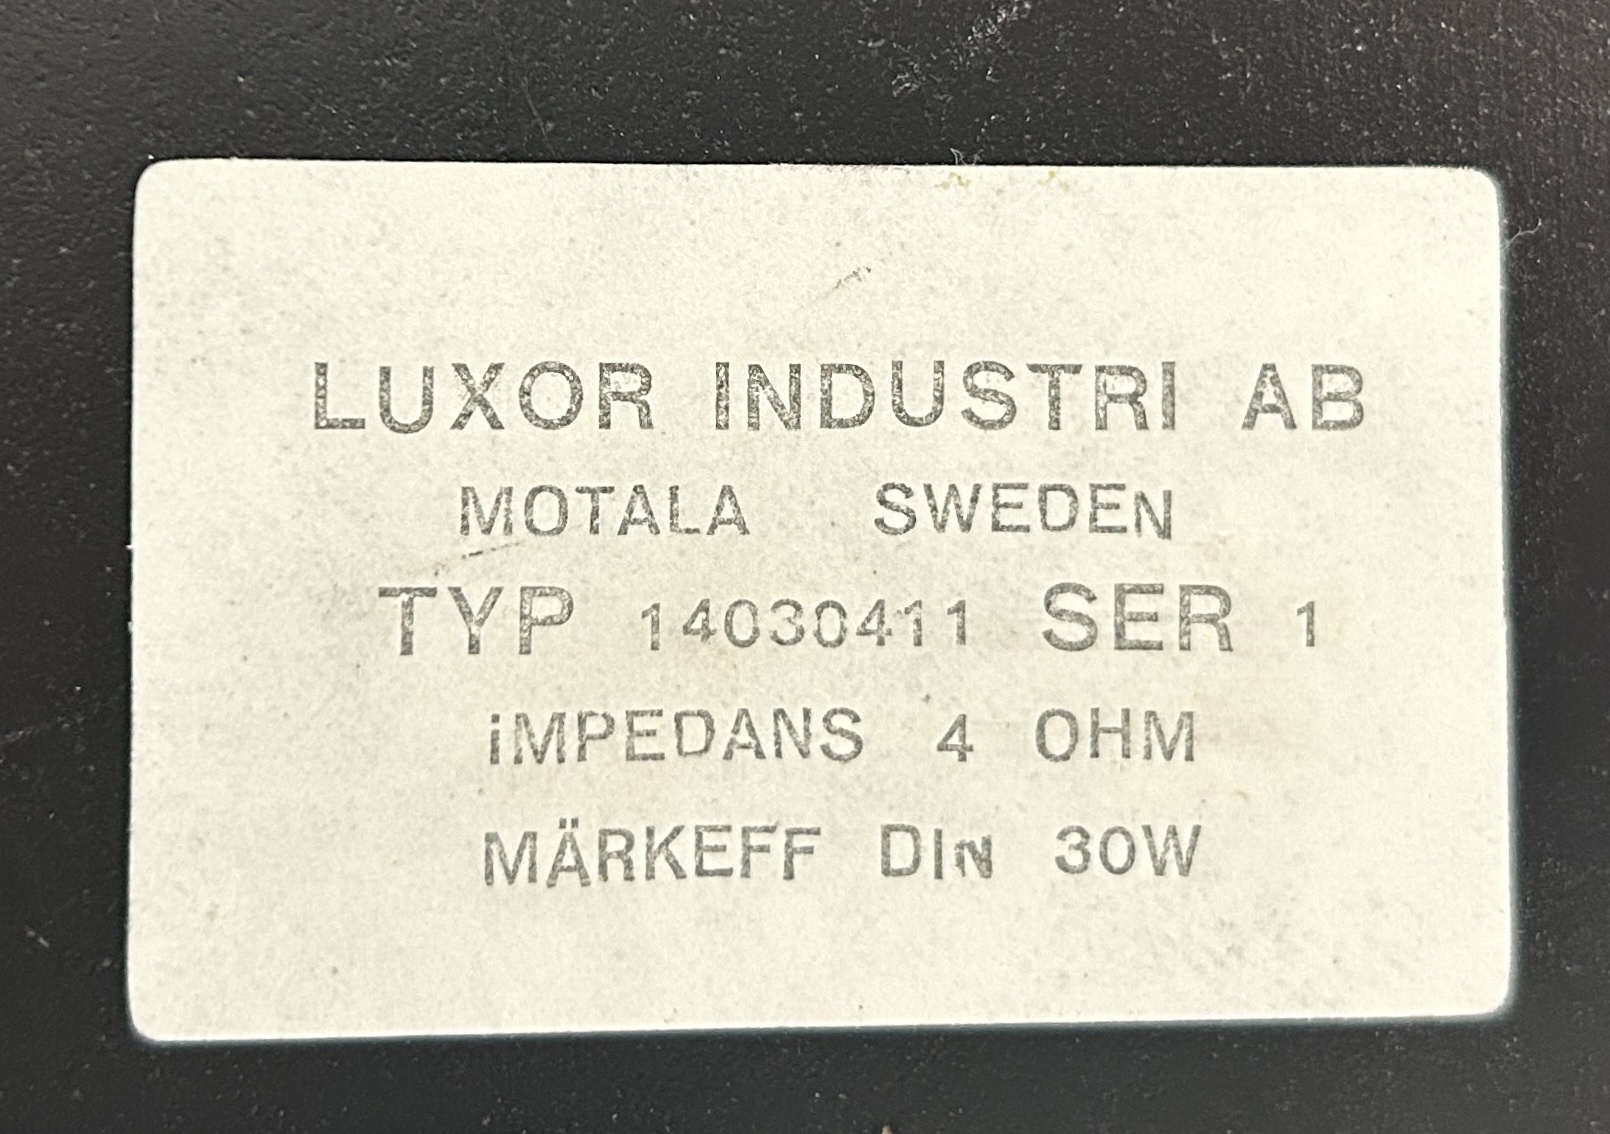 LUXOR INDUSTRI AB
MOTALA SWEDEN
TYP 14030411 SER 1
iMPEDANS 4 OHM
MÄRKEFF DIN 30W